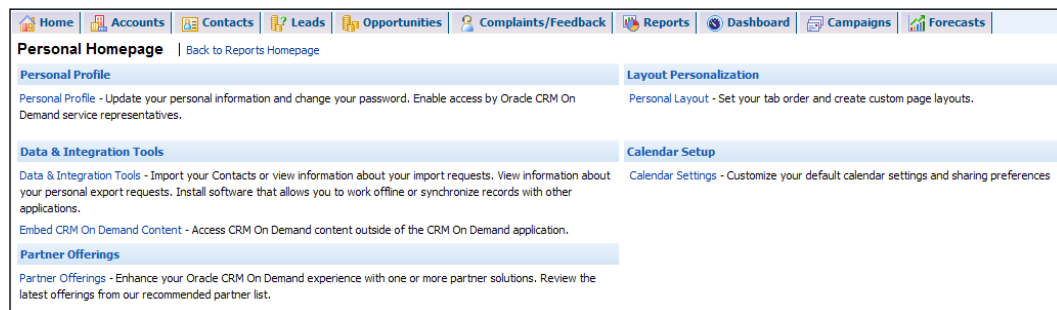 Home Accounts Contacts Leads Opportunities Complaints/Feedback Reports Dashboard Campaigns Forecasts
Personal Homepage | Back to Reports Homepage
Personal Profile
Personal Profile - Update your personal information and change your password. Enable access by Oracle CRM On
Demand service representatives.
Layout Personalization
Personal Layout - Set your tab order and create custom page layouts.
Data & Integration Tools
Data & Integration Tools - Import your Contacts or view information about your import requests. View information about
your personal export requests. Install software that allows you to work offline or synchronize records with other
applications.
Embed CRM On Demand Content - Access CRM On Demand content outside of the CRM On Demand application.
Calendar Setup
Calendar Settings - Customize your default calendar settings and sharing preferences
Partner Offerings
Partner Offerings - Enhance your Oracle CRM On Demand experience with one or more partner solutions. Review the
latest offerings from our recommended partner list.